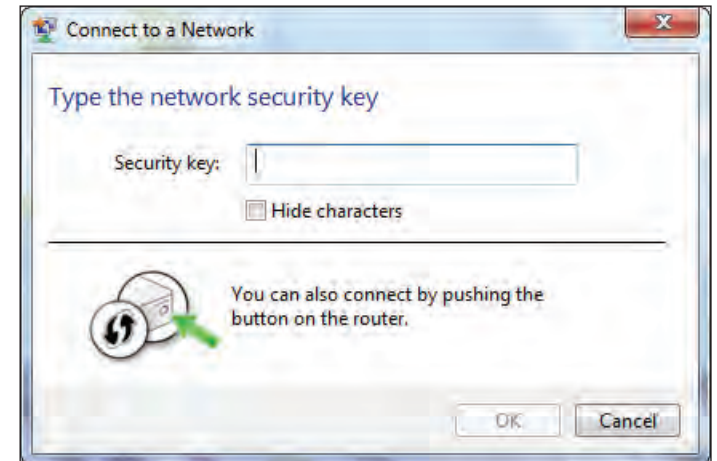 Connect to a Network
Type the network security key
Security key:
Hide characters
You can also connect by pushing the
button on the router.
OK
Cancel